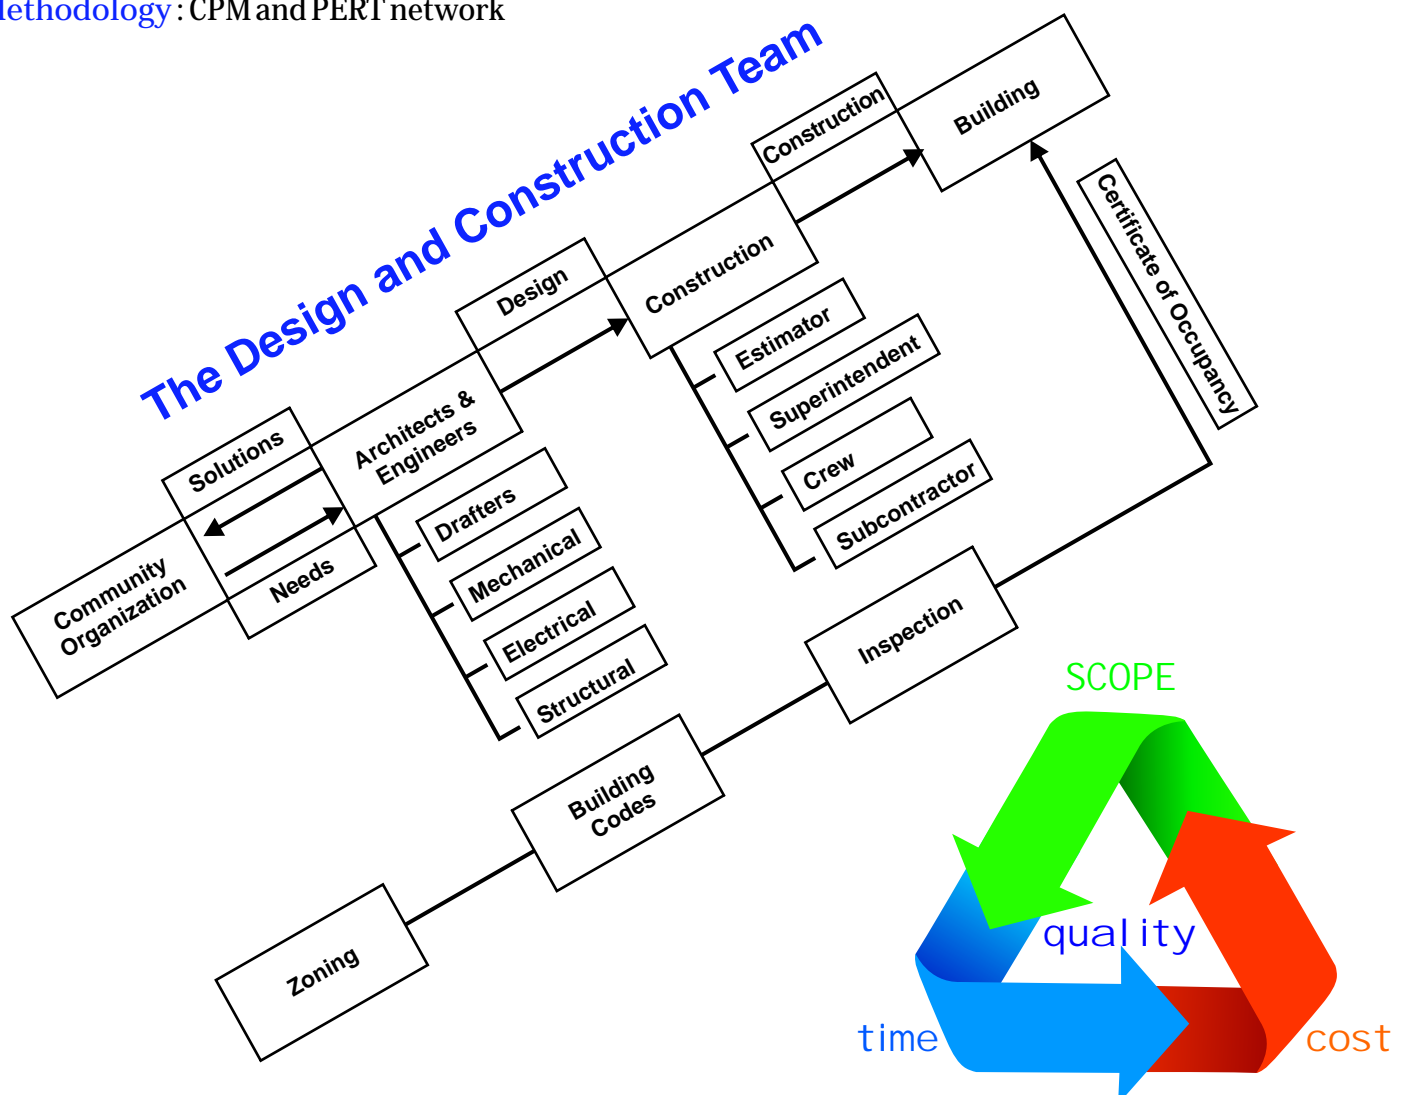 ethodology : CPM and PERT network
The Design and Construction Team
Building
Construction
Certificate of Occupancy
Construction
Design
Estimator
Superintendent
Crew
Subcontractor
Architects &
Engineers
Solutions
Needs
Community
Organization
Drafters
Mechanical
Electrical
Structural
Inspection
Building
Codes
Zoning
SCOPE
quality
time
cost